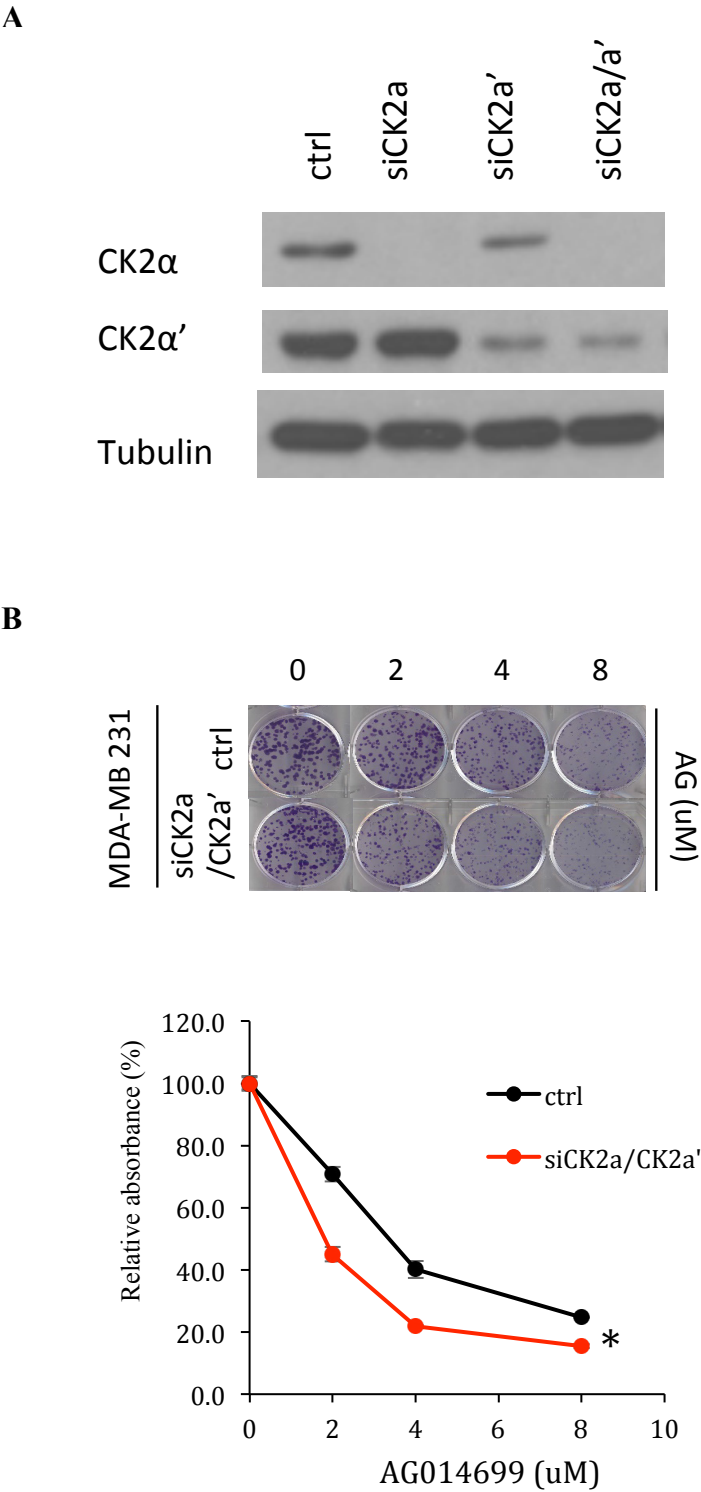 A
ctrl
siCK2a
siCK2a’
siCK2a/a’
CK2α
CK2α’
Tubulin
B
0 2 4 8
MDA-MB 231
ctrl
siCK2a
/CK2a’
AG (uM)
120.0
100.0
80.0
60.0
40.0
20.0
0.0
Relative absorbance (%)
ctrl
siCK2a/CK2a'
*
0 2 4 6 8 10
AG014699 (uM)